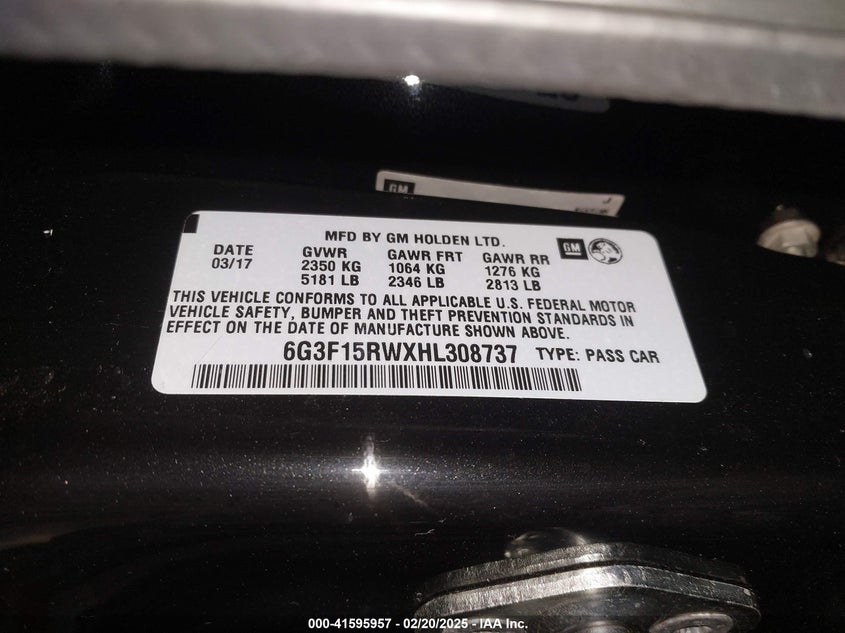 GM
J
MFD BY GM HOLDEN LTD.
GM
DATE GVWR GAWR FRT GAWR RR
03/17 2350 KG 1064 KG 1276 KG
5181 LB 2346 LB 2813 LB
THIS VEHICLE CONFORMS TO ALL APPLICABLE U.S. FEDERAL MOTOR
VEHICLE SAFETY, BUMPER AND THEFT PREVENTION STANDARDS IN
EFFECT ON THE DATE OF MANUFACTURE SHOWN ABOVE.
6G3F15RWXHL308737 TYPE: PASS CAR
000-41595957 / 02/20/2025 - IAA Inc.